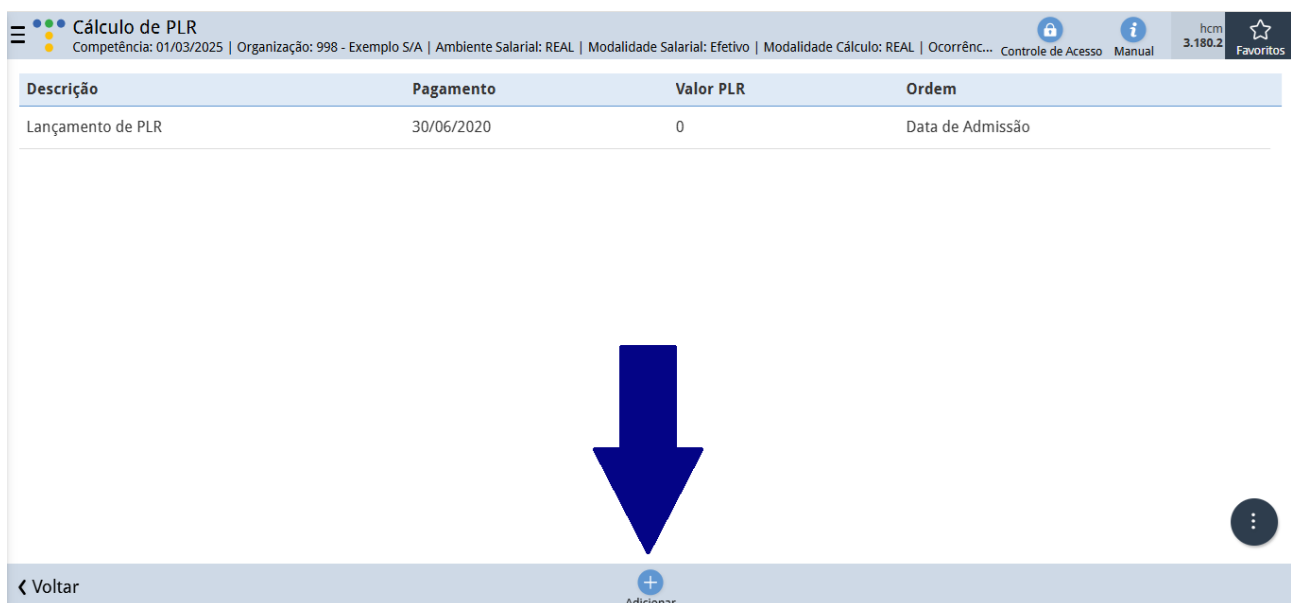 Cálculo de PLR
Competência: 01/03/2025 | Organização: 998 - Exemplo S/A | Ambiente Salarial: REAL | Modalidade Salarial: Efetivo | Modalidade Cálculo: REAL | Ocorrênc...
Controle de Acesso
Manual
hcm
3.180.2
Favoritos
Descrição Pagamento Valor PLR Ordem
Lançamento de PLR 30/06/2020 0 Data de Admissão
Voltar
Adicionar